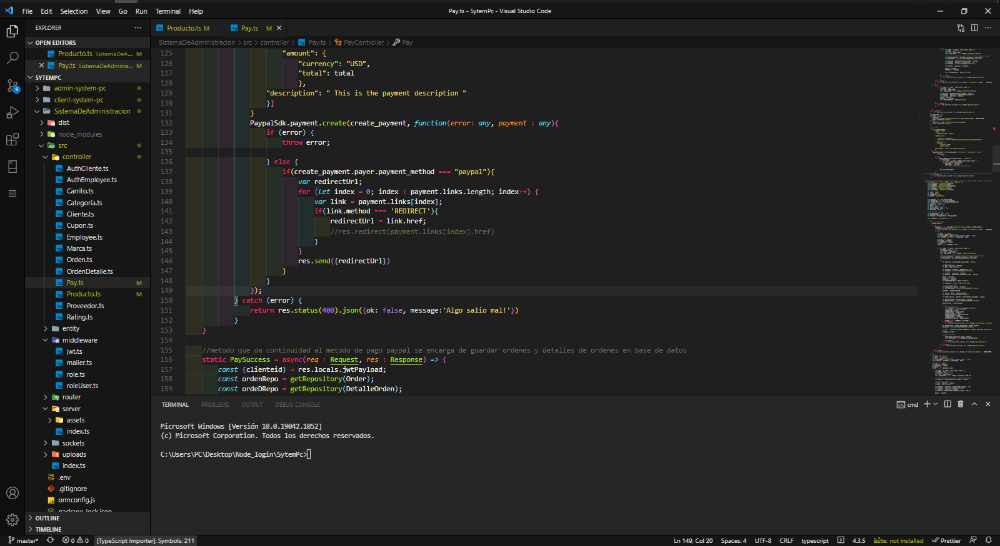 File Edit Selection View Go Run Terminal Help
Pay.ts - SytemPc - Visual Studio Code
EXPLORER
OPEN EDITORS
Producto.ts SistemaDeA... M
Pay.ts SistemaDeAdminis... M
SYTEMPC
admin-system-pc
client-system-pc
SistemaDeAdministracion
dist
node_modules
src
controller
AuthCliente.ts
AuthEmployee.ts
Carrito.ts
Categoria.ts
Cliente.ts
Cupon.ts
Employee.ts
Marca.ts
Orden.ts
OrdenDetalle.ts
Pay.ts M
Producto.ts M
Proveedor.ts
Rating.ts
entity
middleware
jwt.ts
mailer.ts
role.ts
roleUser.ts
router
server
assets
index.ts
sockets
uploads
index.ts
.env
.gitignore
ormconfig.js
package-lock.json
OUTLINE
TIMELINE
9
Producto.ts M
Pay.ts M
SistemaDeAdministracion > src > controller > Pay.ts > PayController > Pay
125 "amount": {
126 "currency": "USD",
127 "total": total
128 },
129 "description": " This is the payment description "
130 }]
131 }
132 PaypalSdk.payment.create(create_payment, function(error: any, payment : any){
133 if (error) {
134 throw error;
135
136 } else {
137 if(create_payment.payer.payment_method === "paypal"){
138 var redirectUrl;
139 for (let index = 0; index < payment.links.length; index++) {
140 var link = payment.links[index];
141 if(link.method === 'REDIRECT'){
142 redirectUrl = link.href;
143 //res.redirect(payment.links[index].href)
144 }
145 }
146 res.send({redirectUrl})
147 }
148 }
149 });
150 } catch (error) {
151 return res.status(400).json({ok: false, message:'Algo salio mal!'})
152 }
153 }
154
155 //metodo que da continuidad al metodo de pago paypal se encarga de guardar ordenes y detalles de ordenes en base de datos
156 static PaySuccess = async(req : Request, res : Response) => {
157 const {clienteid} = res.locals.jwtPayload;
158 const ordenRepo = getRepository(Order);
159 const ordeDRepo = getRepository(DetalleOrden);
TERMINAL PROBLEMS OUTPUT DEBUG CONSOLE
cmd
Microsoft Windows [Versión 10.0.19042.1052]
(c) Microsoft Corporation. Todos los derechos reservados.
C:\Users\PC\Desktop\Node_login\SytemPc>
master* 0 0 [TypeScript Importer]: Symbols: 211
Ln 149, Col 20 Spaces: 4 UTF-8 CRLF typescript 4.3.5 kite: not installed Prettier